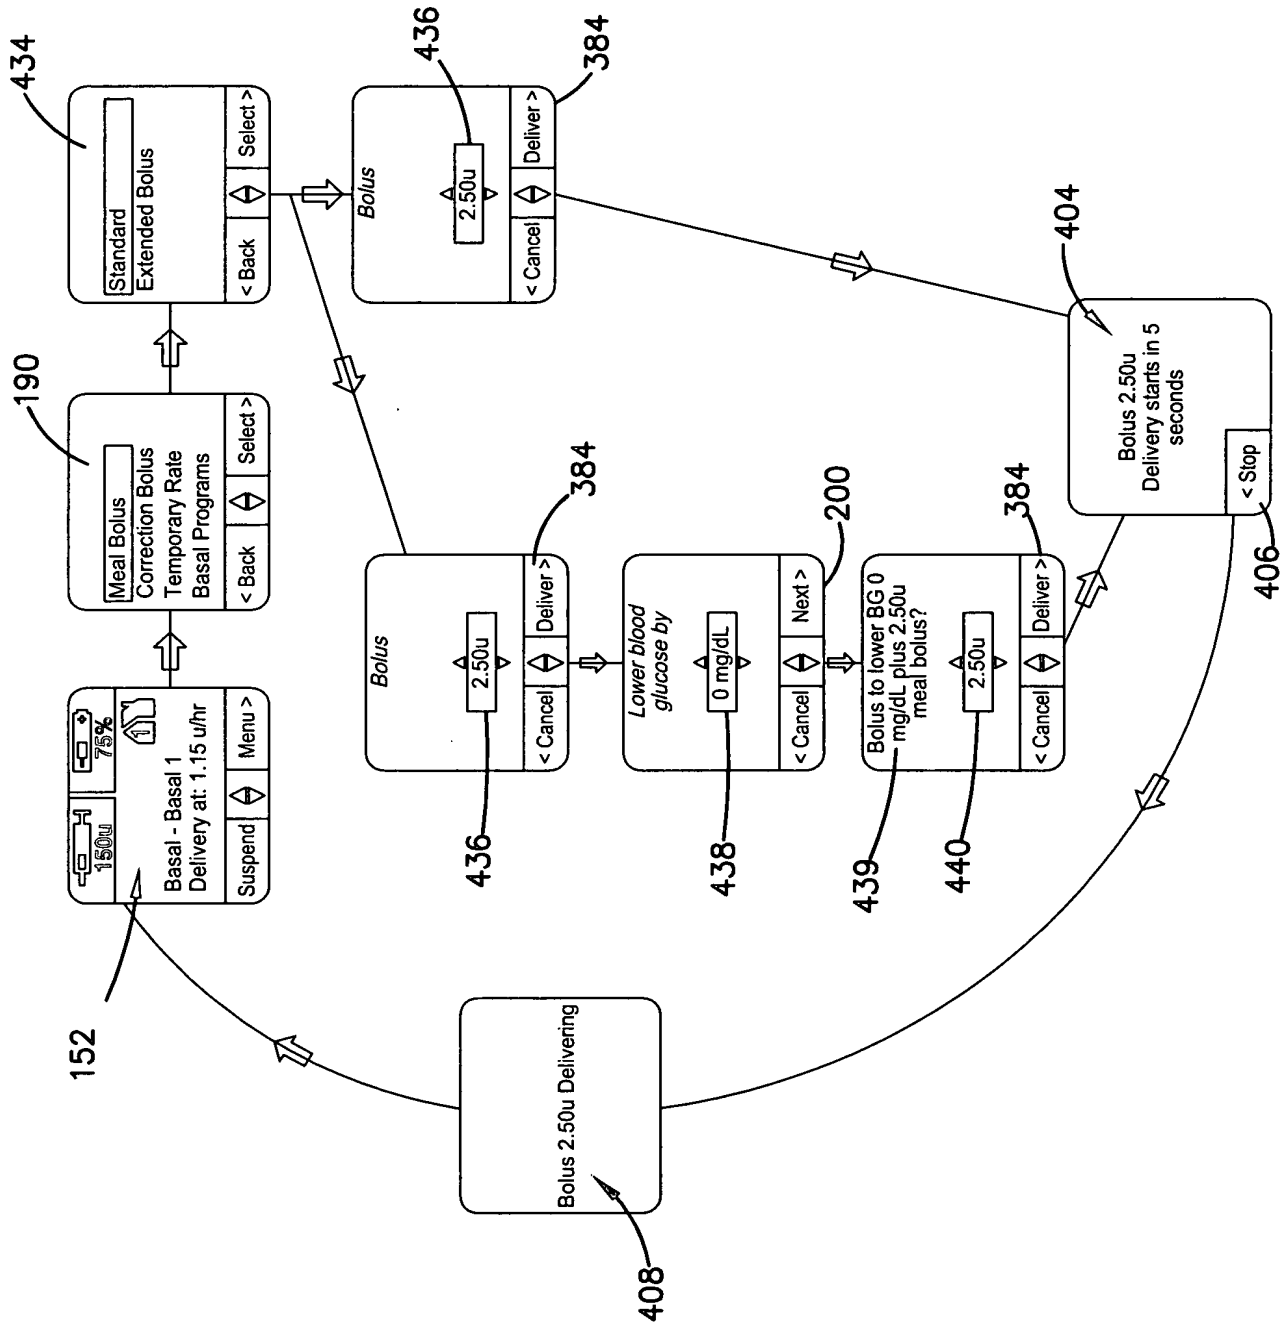 150u
75%
1
Basal - Basal 1
Delivery at: 1.15 u/hr
Suspend
Menu >
152
Meal Bolus
Correction Bolus
Temporary Rate
Basal Programs
< Back
Select >
190
Standard
Extended Bolus
< Back
Select >
434
Bolus
2.50u
< Cancel
Deliver >
436
384
Bolus
2.50u
< Cancel
Deliver >
436
384
Lower blood
glucose by
0 mg/dL
< Cancel
Next >
438
200
Bolus to lower BG 0
mg/dL plus 2.50u
meal bolus?
2.50u
< Cancel
Deliver >
439
440
384
Bolus 2.50u
Delivery starts in 5
seconds
< Stop
404
406
Bolus 2.50u Delivering
408